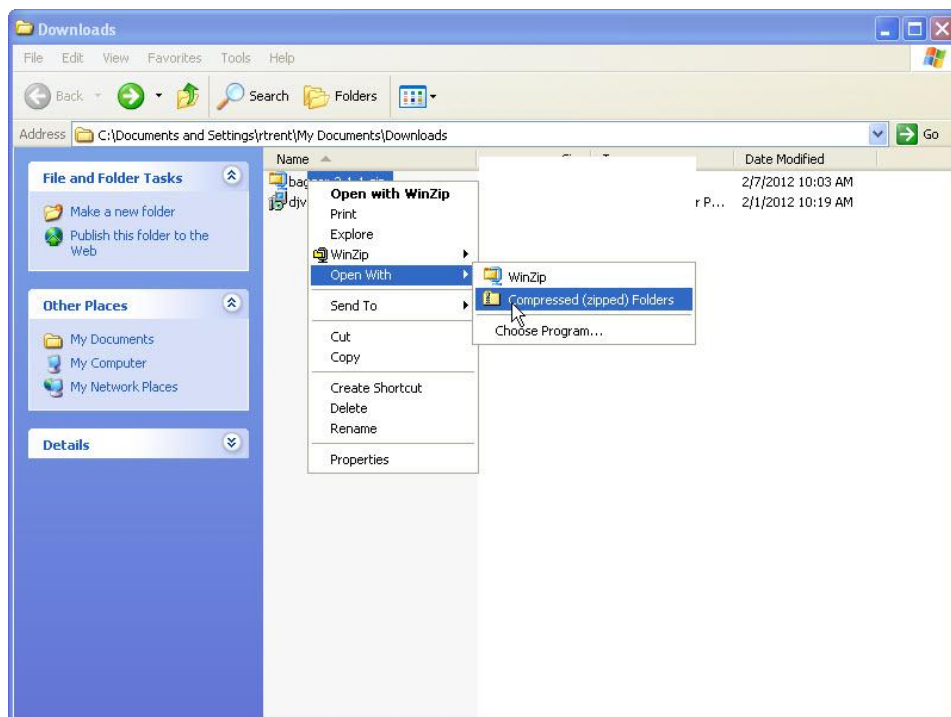 Downloads
File Edit View Favorites Tools Help
Back Search Folders
Address C:\Documents and Settings\rtrent\My Documents\Downloads Go
Name Date Modified
File and Folder Tasks
Make a new folder
Publish this folder to the
Web
Other Places
My Documents
My Computer
My Network Places
Details
2/7/2012 10:03 AM
djv r P... 2/1/2012 10:19 AM
Open with WinZip
Print
Explore
WinZip
Open With
Send To
Cut
Copy
Create Shortcut
Delete
Rename
Properties
WinZip
Compressed (zipped) Folders
Choose Program...